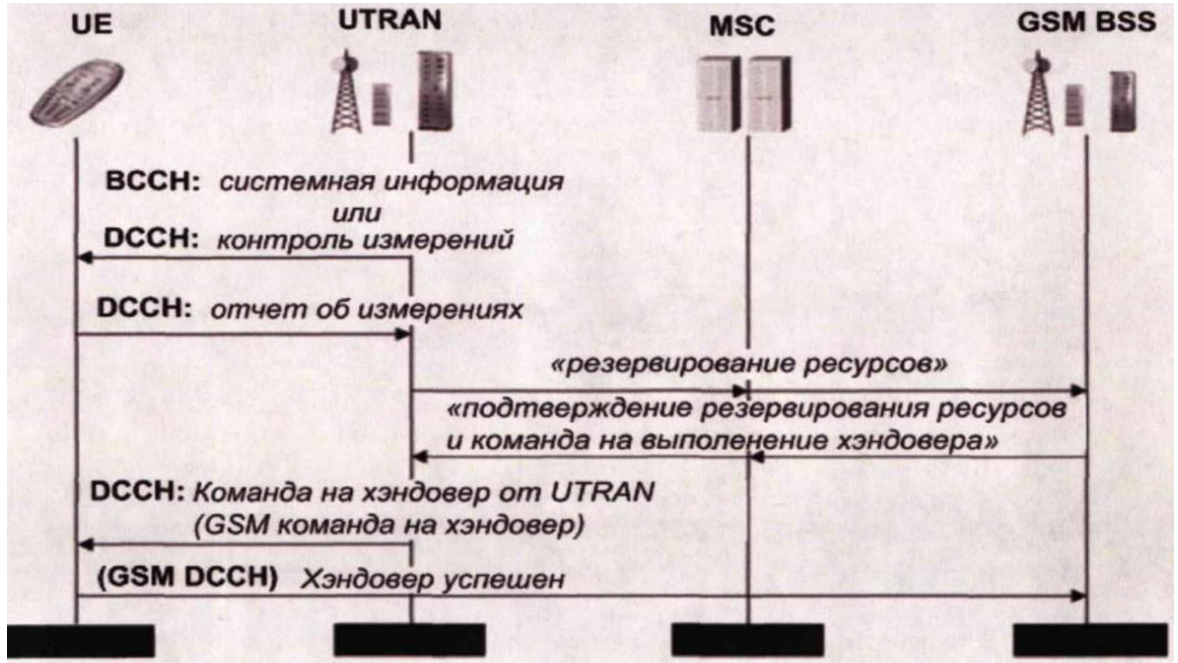 UE UTRAN MSC GSM BSS
BCCH: системная информация
или
DCCH: контроль измерений
DCCH: отчет об измерениях
«резервирование ресурсов»
«подтверждение резервирования ресурсов
и команда на выполенение хэндовера»
DCCH: Команда на хэндовер от UTRAN
(GSM команда на хэндовер)
(GSM DCCH) Хэндовер успешен